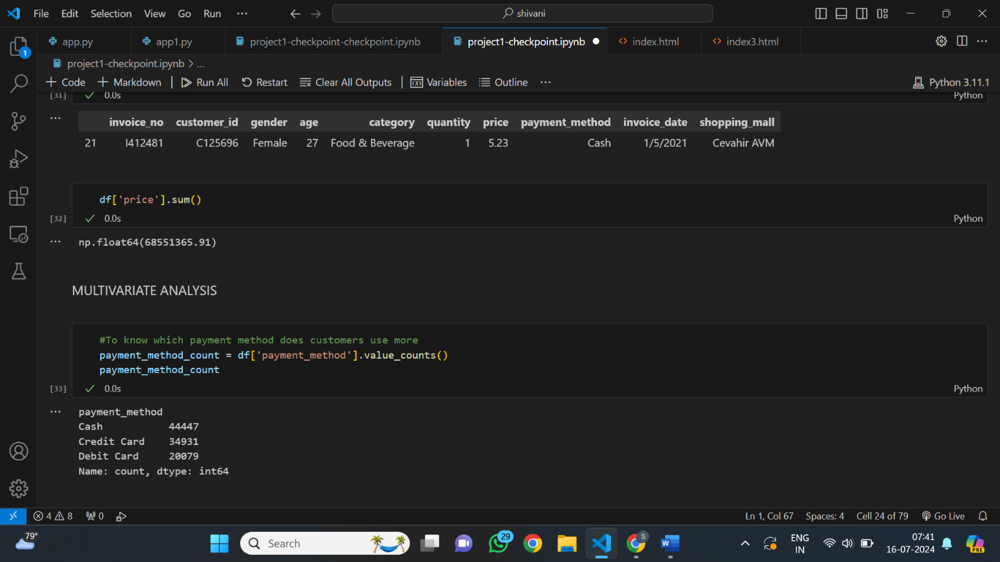 File Edit Selection View Go Run ··· shivani
1 app.py app1.py project1-checkpoint-checkpoint.ipynb project1-checkpoint.ipynb index.html index3.html
project1-checkpoint.ipynb > ...
+ Code + Markdown | Run All Restart Clear All Outputs | Variables Outline ··· Python 3.11.1
[31] 0.0s Python
invoice_no customer_id gender age category quantity price payment_method invoice_date shopping_mall
21 I412481 C125696 Female 27 Food & Beverage 1 5.23 Cash 1/5/2021 Cevahir AVM
df['price'].sum()
[32] 0.0s Python
np.float64(68551365.91)
MULTIVARIATE ANALYSIS
#To know which payment method does customers use more
payment_method_count = df['payment_method'].value_counts()
payment_method_count
[33] 0.0s Python
payment_method
Cash 44447
Credit Card 34931
Debit Card 20079
Name: count, dtype: int64
4 8 0 Ln 1, Col 67 Spaces: 4 Cell 24 of 79 Go Live
79° Search 29 S W ENG 07:41
IN 16-07-2024 PRE